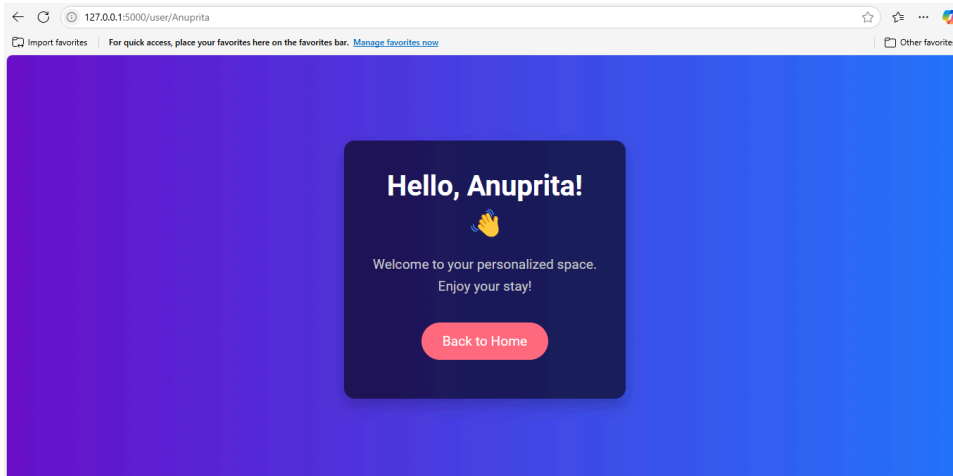 127.0.0.1:5000/user/Anuprita
Import favorites For quick access, place your favorites here on the favorites bar. Manage favorites now Other favorites
Hello, Anuprita!
Welcome to your personalized space.
Enjoy your stay!
Back to Home